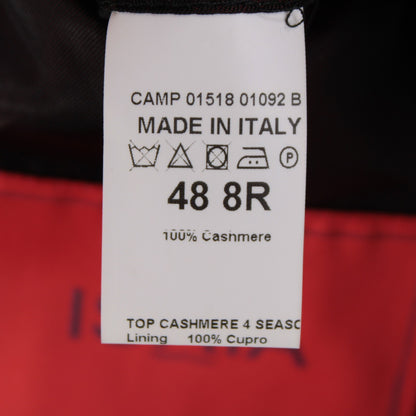 CAMP 01518 01092 B
MADE IN ITALY
P
48 8R
100% Cashmere
TOP CASHMERE 4 SEASO
Lining 100% Cupro